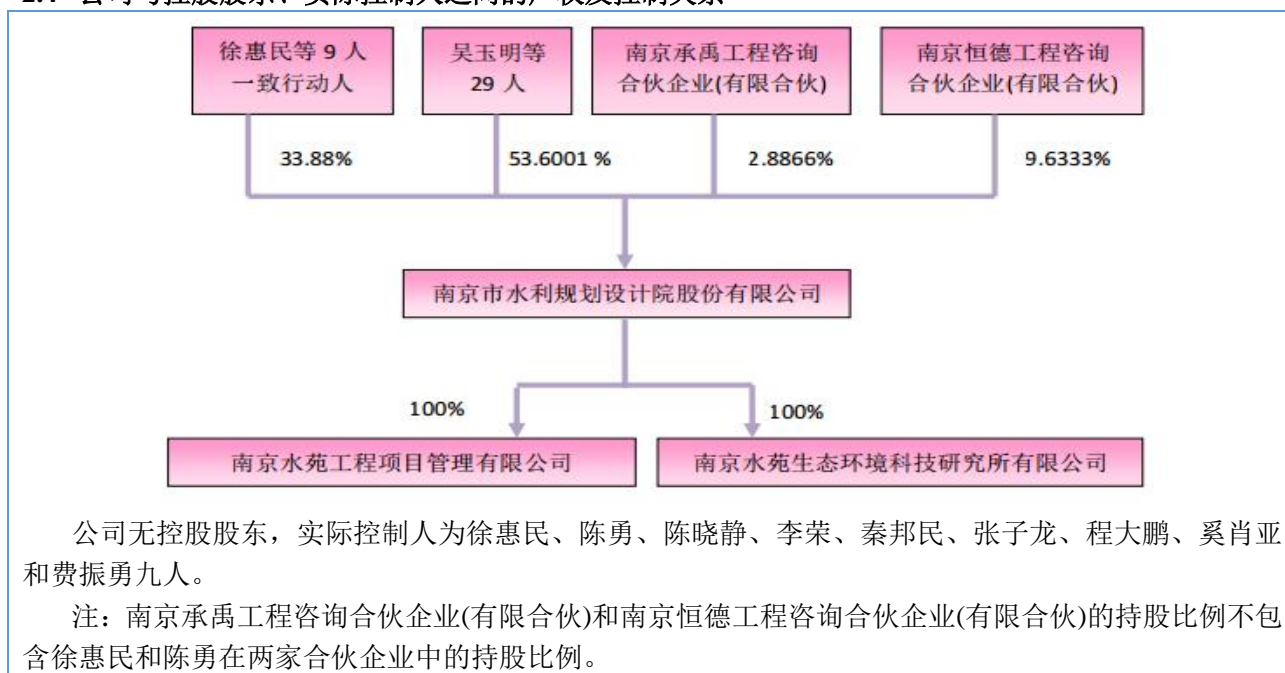 徐惠民等 9 人
一致行动人
吴玉明等
29 人
南京承禹工程咨询
合伙企业(有限合伙)
南京恒德工程咨询
合伙企业(有限合伙)
33.88%
53.6001 %
2.8866%
9.6333%
南京市水利规划设计院股份有限公司
100%
100%
南京水苑工程项目管理有限公司
南京水苑生态环境科技研究所有限公司
公司无控股股东，实际控制人为徐惠民、陈勇、陈晓静、李荣、秦邦民、张子龙、程大鹏、奚肖亚
和费振勇九人。
注：南京承禹工程咨询合伙企业(有限合伙)和南京恒德工程咨询合伙企业(有限合伙)的持股比例不包
含徐惠民和陈勇在两家合伙企业中的持股比例。